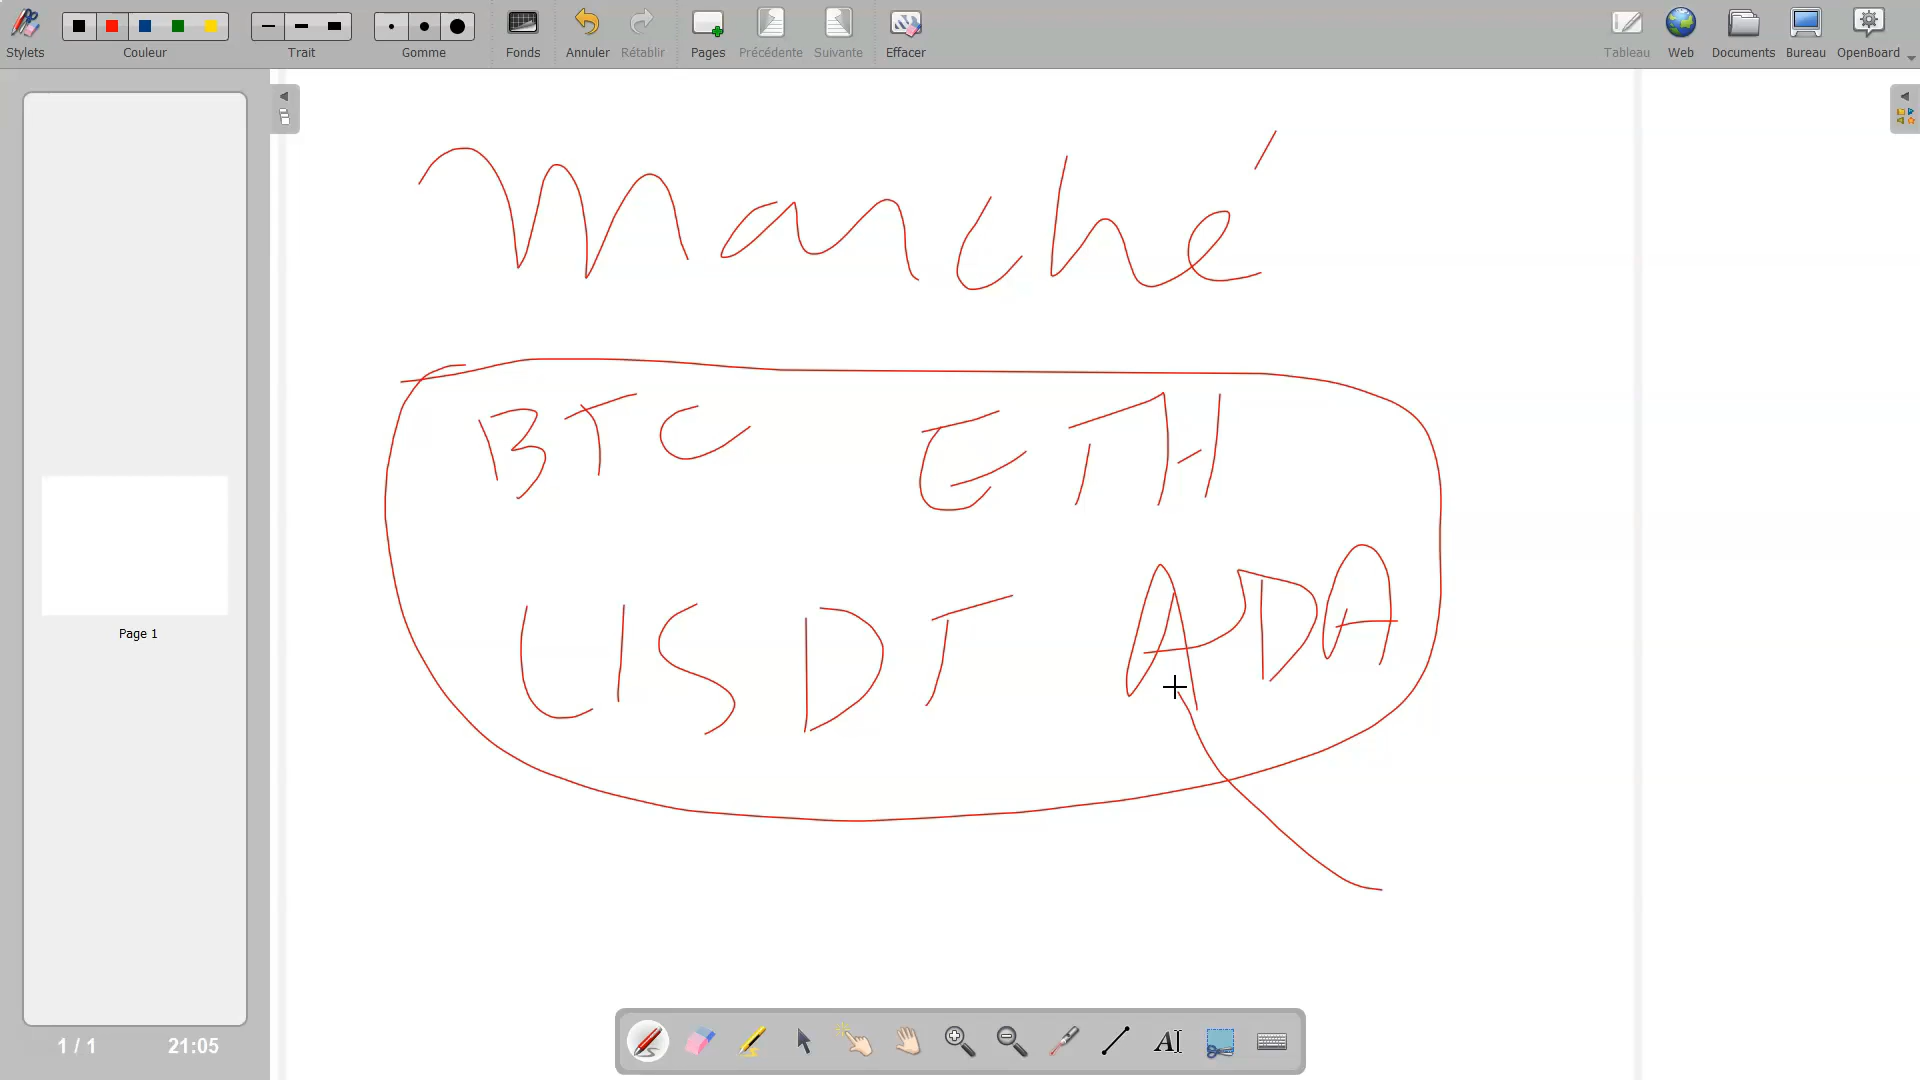 Stylets Couleur Trait Gomme Fonds Annuler Rétablir Pages Précédente Suivante Effacer Tableau Web Documents Bureau OpenBoard
Marché
BTC ETH
USDT ADA
Page 1
1 / 1 21:05
AI